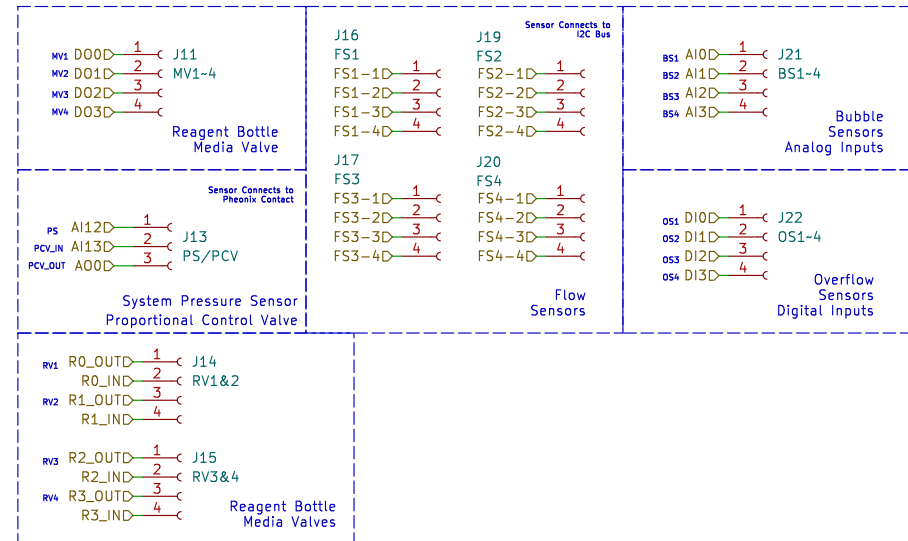 MV1 DO0 1 J11
MV2 DO1 2 MV1~4
MV3 DO2 3
MV4 DO3 4
Reagent Bottle
Media Valve
Sensor Connects to
Pheonix Contact
PS AI12 1
PCV_IN AI13 2 J13
PCV_OUT AO0 3 PS/PCV
System Pressure Sensor
Proportional Control Valve
Sensor Connects to
I2C Bus
J16
FS1
FS1-1 1
FS1-2 2
FS1-3 3
FS1-4 4
J19
FS2
FS2-1 1
FS2-2 2
FS2-3 3
FS2-4 4
J17
FS3
FS3-1 1
FS3-2 2
FS3-3 3
FS3-4 4
J20
FS4
FS4-1 1
FS4-2 2
FS4-3 3
FS4-4 4
Flow
Sensors
BS1 AI0 1 J21
BS2 AI1 2 BS1~4
BS3 AI2 3
BS4 AI3 4
Bubble
Sensors
Analog Inputs
OS1 DI0 1 J22
OS2 DI1 2 OS1~4
OS3 DI2 3
OS4 DI3 4
Overflow
Sensors
Digital Inputs
RV1 R0_OUT 1 J14
R0_IN 2 RV1&2
RV2 R1_OUT 3
R1_IN 4
RV3 R2_OUT 1 J15
R2_IN 2 RV3&4
RV4 R3_OUT 3
R3_IN 4
Reagent Bottle
Media Valves